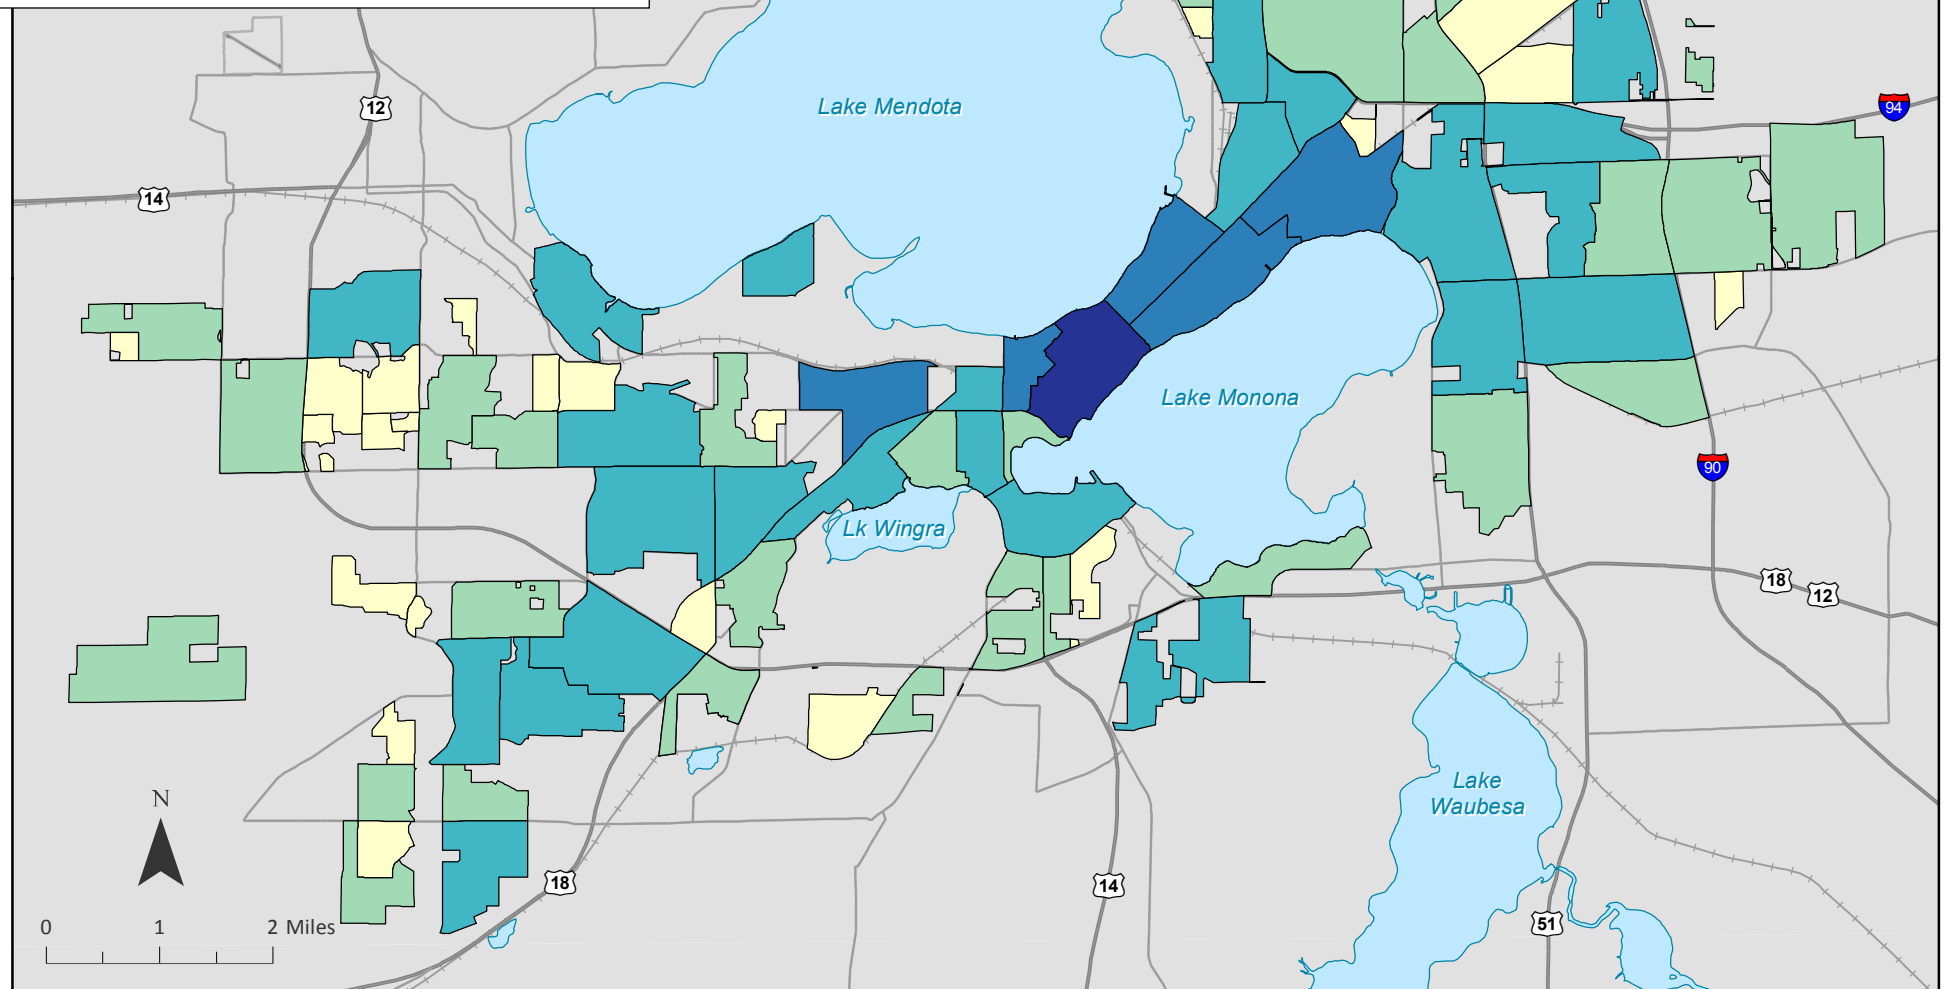 Lake Mendota
12
94
14
Lake Monona
90
Lk Wingra
18
12
Lake
Waubesa
N
18
14
51
0 1 2 Miles